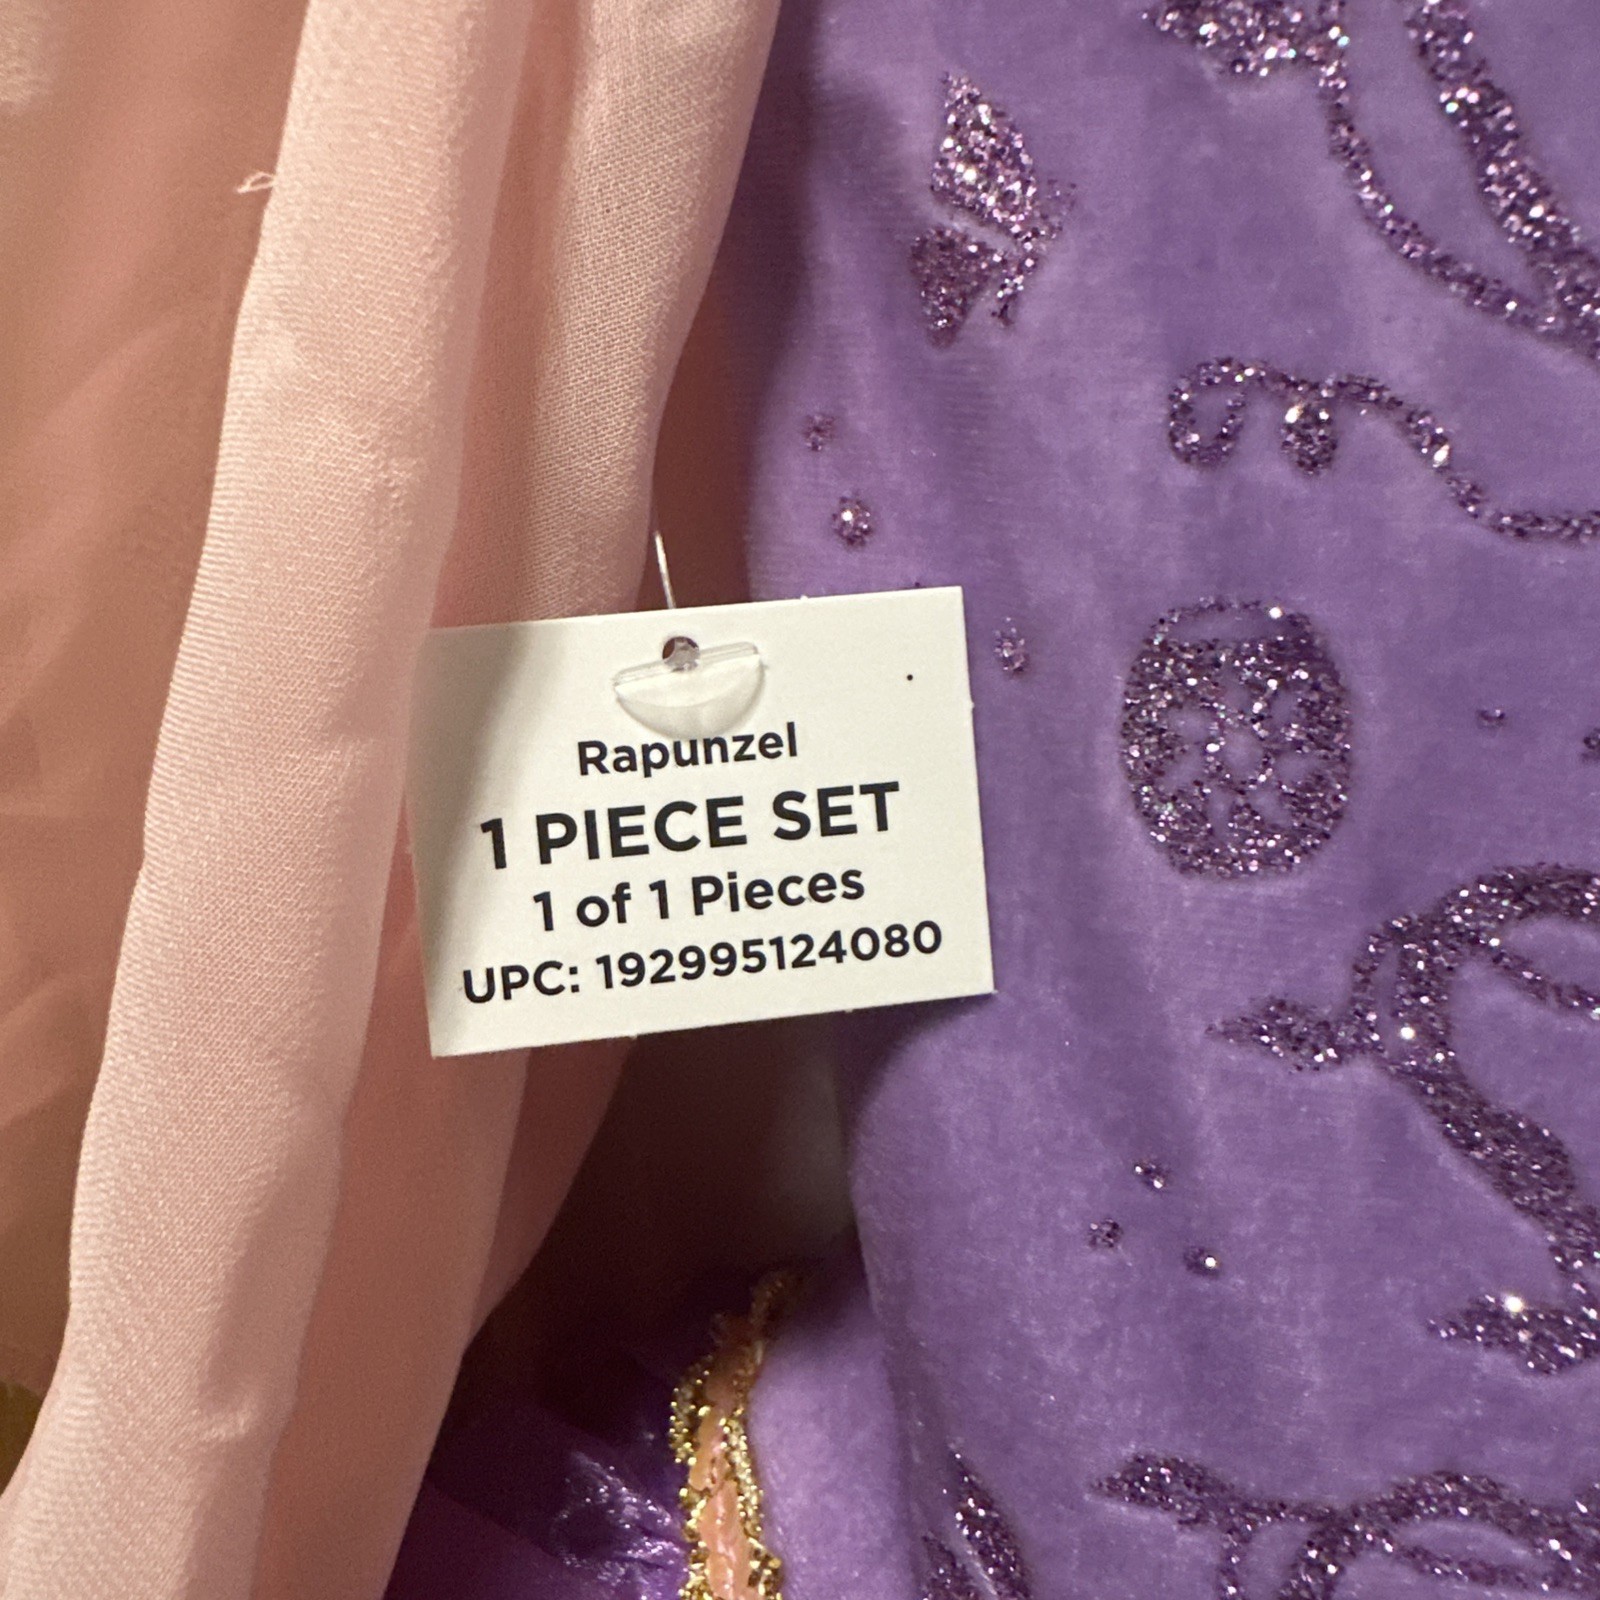 Rapunzel
1 PIECE SET
1 of 1 Pieces
UPC: 192995124080